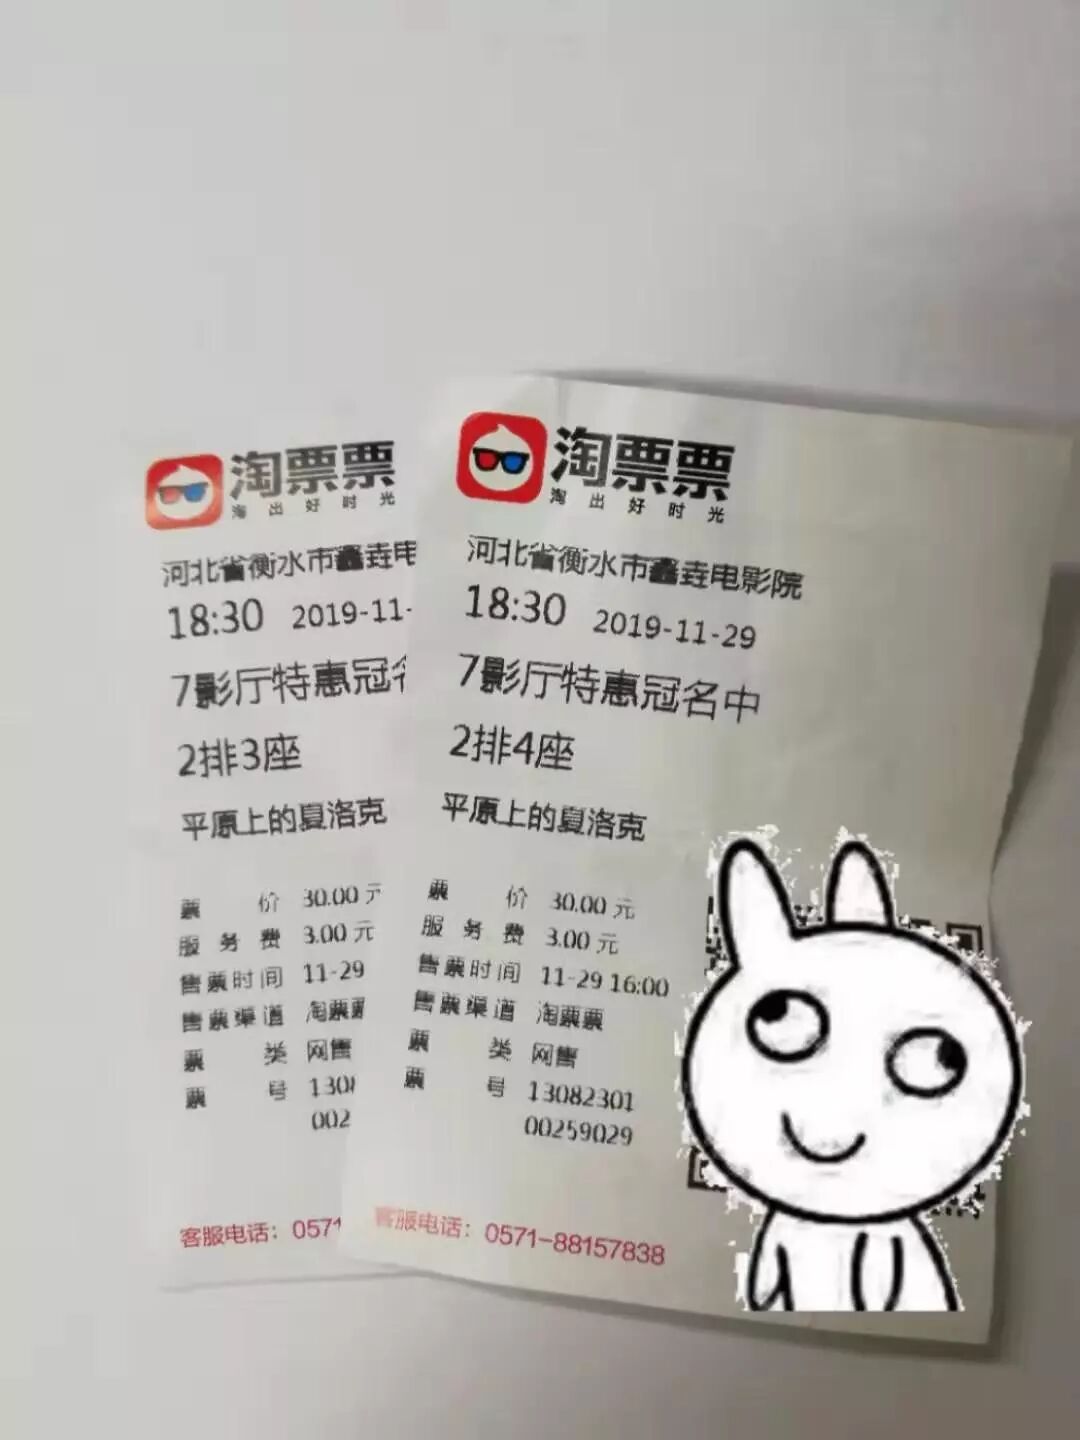 淘票票
淘出好时光
河北省衡水市鑫垚电
18:30 2019-11-
7影厅特惠冠名
2排3座
平原上的夏洛克
票价 30.00 元
服务费 3.00 元
售票时间 11-29
售票渠道 淘票票
票类 网售
票号 1308
002
客服电话：0571
淘票票
淘出好时光
河北省衡水市鑫垚电影院
18:30 2019-11-29
7影厅特惠冠名中
2排4座
平原上的夏洛克
票价 30.00 元
服务费 3.00 元
售票时间 11-29 16:00
售票渠道 淘票票
票类 网售
票号 13082301
00259029
客服电话：0571-88157838